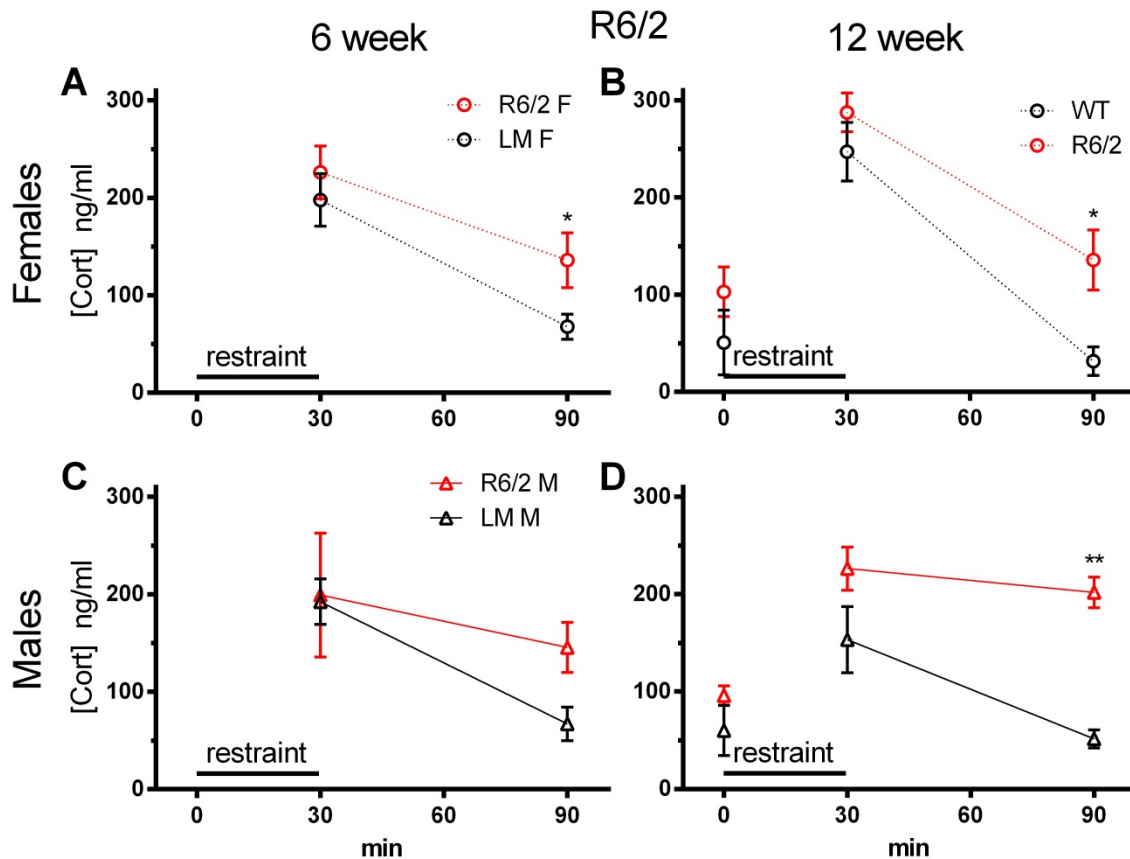 R6/2
6 week
12 week
A
R6/2 F
LM F
300
200
100
0
Females
[Cort] ng/ml
*
restraint
0 30 60 90
B
WT
R6/2
300
200
100
0
*
restraint
0 30 60 90
C
R6/2 M
LM M
300
200
100
0
Males
[Cort] ng/ml
restraint
0 30 60 90
min
D
300
200
100
0
**
restraint
0 30 60 90
min